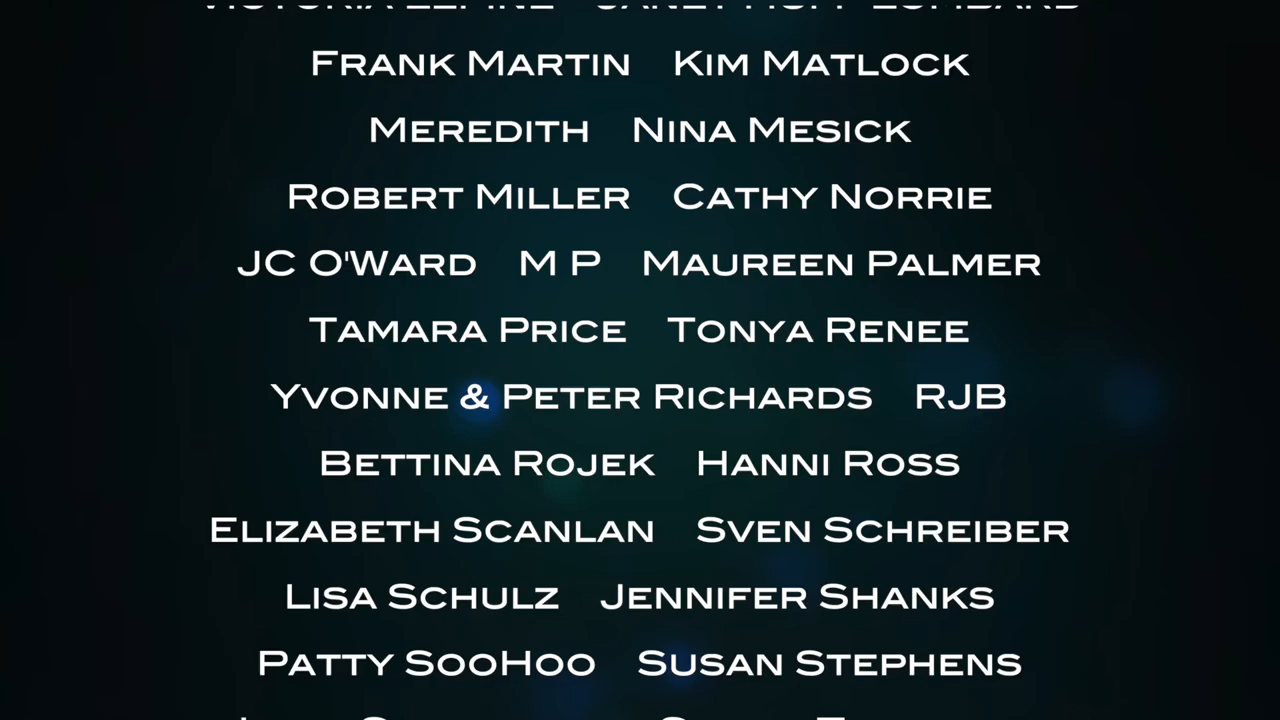 Frank Martin Kim Matlock
Meredith Nina Mesick
Robert Miller Cathy Norrie
JC O'Ward M P Maureen Palmer
Tamara Price Tonya Renee
Yvonne & Peter Richards RJB
Bettina Rojek Hanni Ross
Elizabeth Scanlan Sven Schreiber
Lisa Schulz Jennifer Shanks
Patty SooHoo Susan Stephens